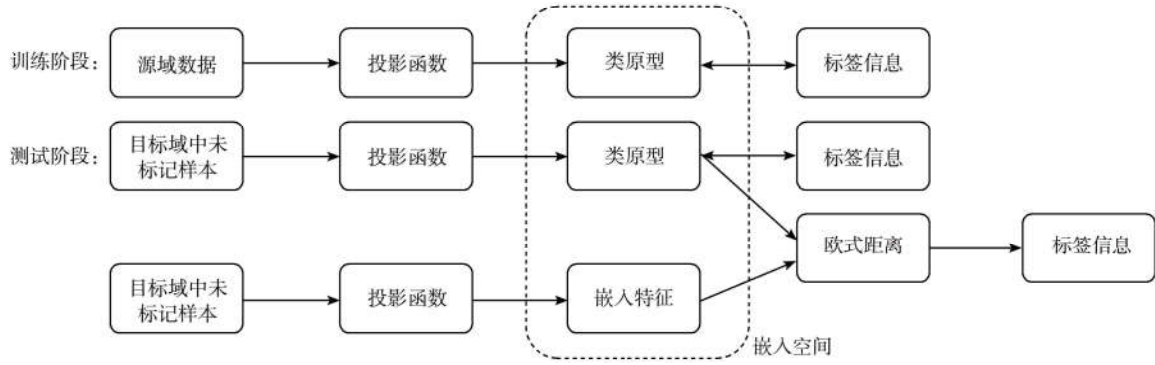 训练阶段：
源域数据
投影函数
类原型
标签信息
测试阶段：
目标域中未
标记样本
投影函数
类原型
标签信息
欧式距离
标签信息
目标域中未
标记样本
投影函数
嵌入特征
嵌入空间